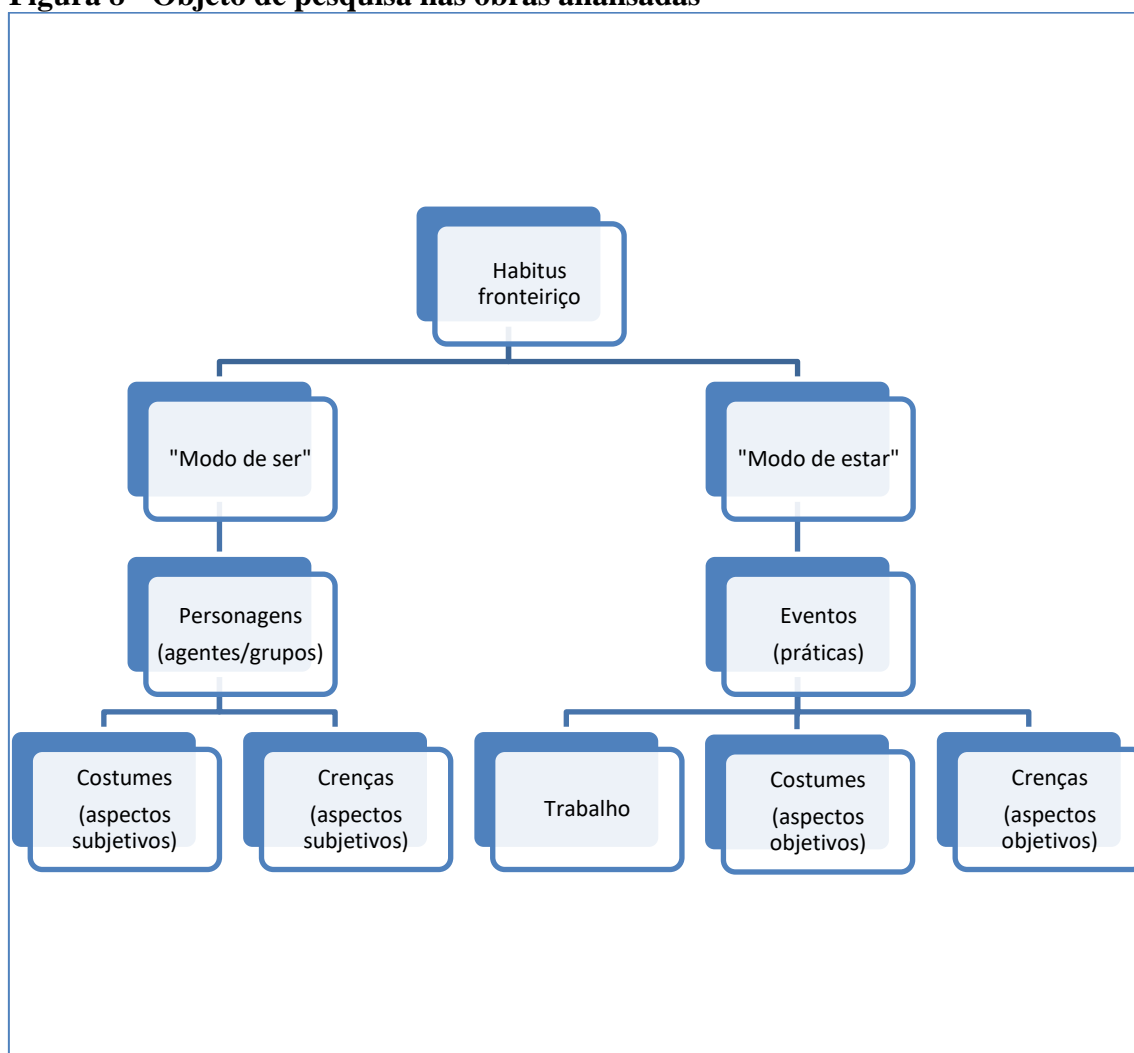 Figura 8 - Objeto de pesquisa nas obras analisadas
Habitus
fronteiriço
"Modo de ser"
"Modo de estar"
Personagens
(agentes/grupos)
Eventos
(práticas)
Costumes
(aspectos
subjetivos)
Crenças
(aspectos
subjetivos)
Trabalho
Costumes
(aspectos
objetivos)
Crenças
(aspectos
objetivos)